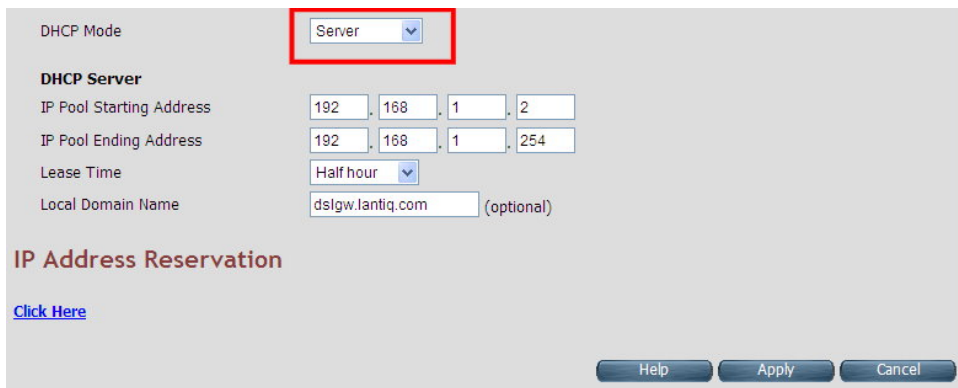 DHCP Mode Server
DHCP Server
IP Pool Starting Address 192 . 168 . 1 . 2
IP Pool Ending Address 192 . 168 . 1 . 254
Lease Time Half hour
Local Domain Name dslgw.lantiq.com (optional)
IP Address Reservation
Click Here
Help Apply Cancel